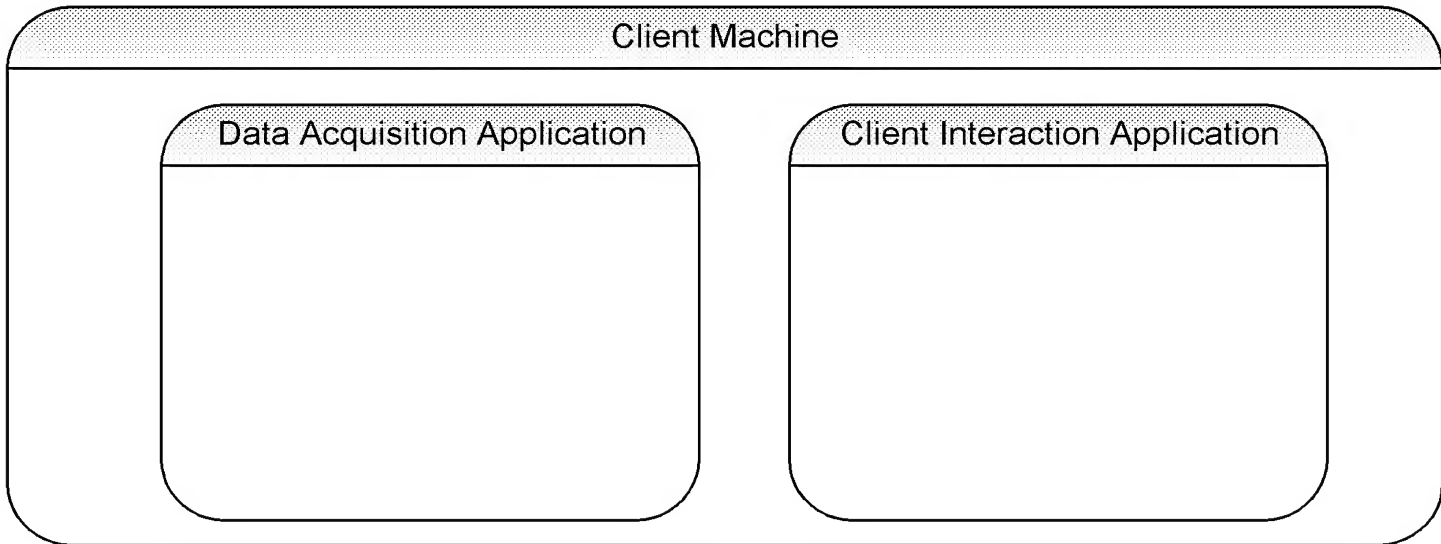 Client Machine
Data Acquisition Application
Client Interaction Application